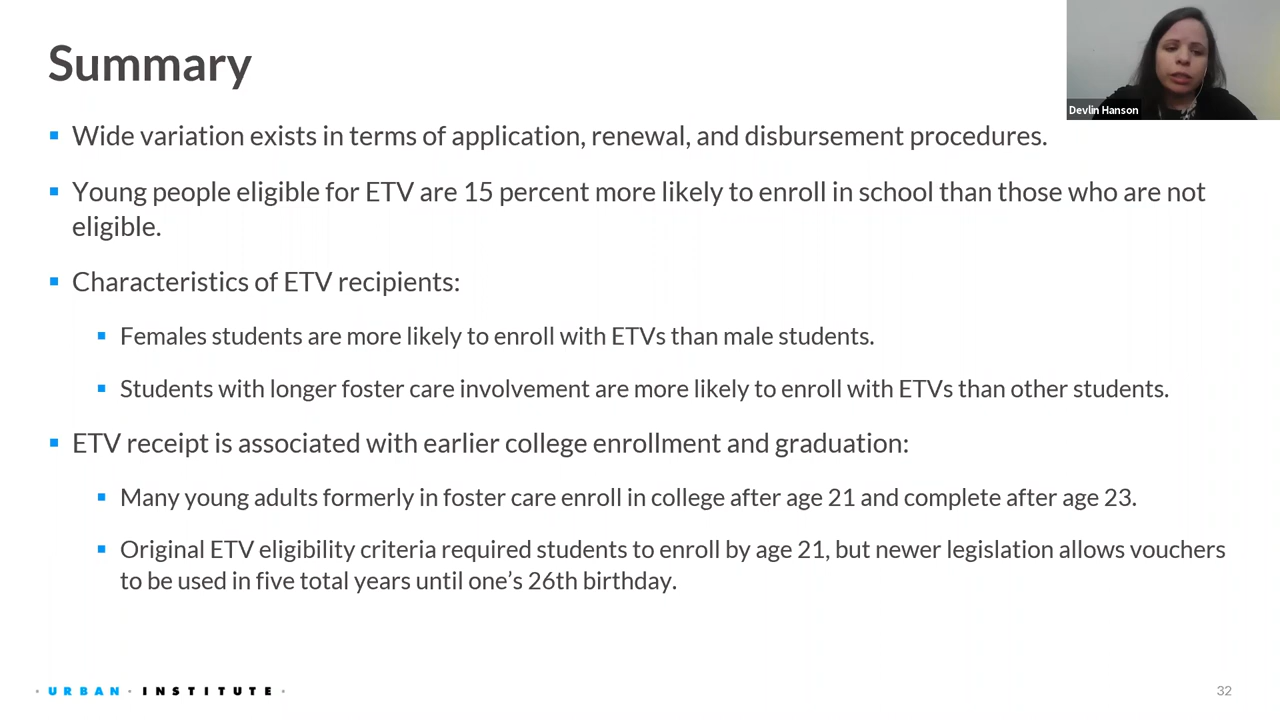 Summary
Devlin Hanson
Wide variation exists in terms of application, renewal, and disbursement procedures.
Young people eligible for ETV are 15 percent more likely to enroll in school than those who are not
eligible.
Characteristics of ETV recipients:
Females students are more likely to enroll with ETVs than male students.
Students with longer foster care involvement are more likely to enroll with ETVs than other students.
ETV receipt is associated with earlier college enrollment and graduation:
Many young adults formerly in foster care enroll in college after age 21 and complete after age 23.
Original ETV eligibility criteria required students to enroll by age 21, but newer legislation allows vouchers
to be used in five total years until one’s 26th birthday.
· URBAN · INSTITUTE ·
32